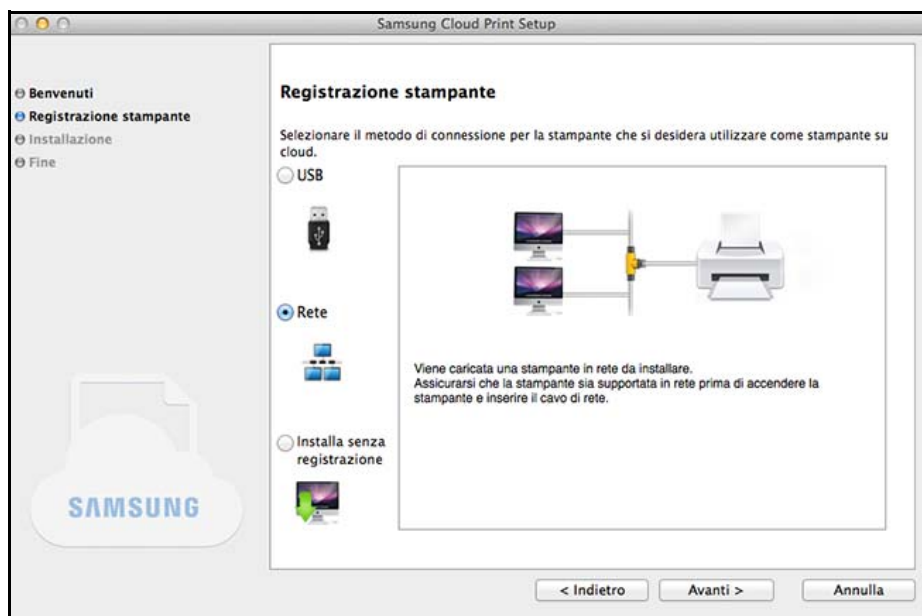 Samsung Cloud Print Setup
Benvenuti
Registrazione stampante
Installazione
Fine
SAMSUNG
Registrazione stampante
Selezionare il metodo di connessione per la stampante che si desidera utilizzare come stampante su
cloud.
USB
Rete
Installa senza
registrazione
Viene caricata una stampante in rete da installare.
Assicurarsi che la stampante sia supportata in rete prima di accendere la
stampante e inserire il cavo di rete.
< Indietro
Avanti >
Annulla